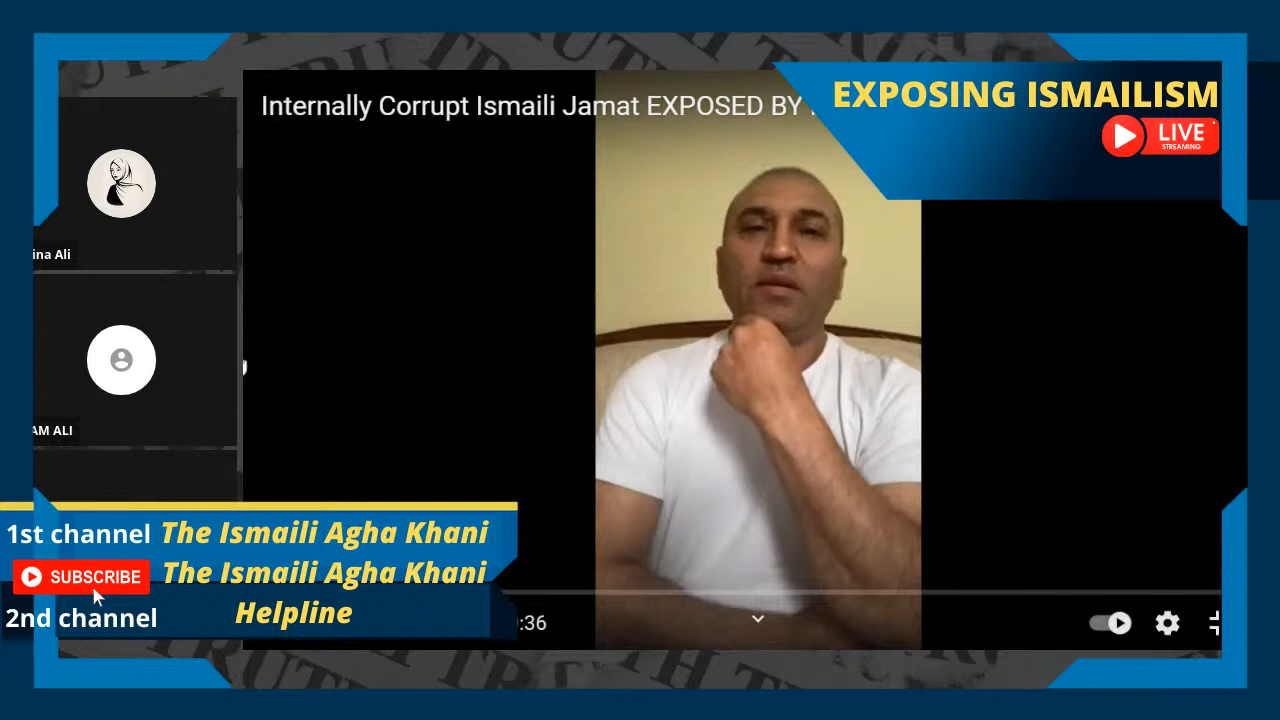 Internally Corrupt Ismaili Jamat EXPOSED BY
EXPOSING ISMAILISM
LIVE
STREAMING
ina Ali
AM ALI
1st channel The Ismaili Agha Khani
SUBSCRIBE The Ismaili Agha Khani
2nd channel Helpline
:36
TRUTH